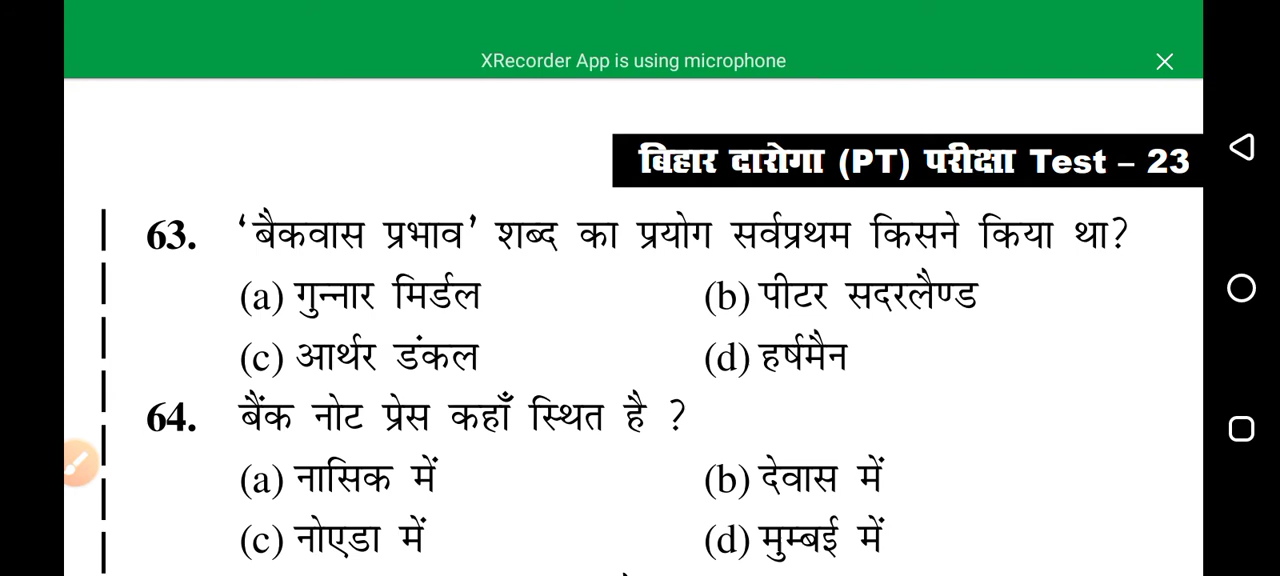 XRecorder App is using microphone
बिहार दारोगा (PT) परीक्षा Test – 23
63. ‘बैकवास प्रभाव’ शब्द का प्रयोग सर्वप्रथम किसने किया था?
(a) गुन्नार मिर्डल (b) पीटर सदरलैण्ड
(c) आर्थर डंकल (d) हर्षमैन
64. बैंक नोट प्रेस कहाँ स्थित है ?
(a) नासिक में (b) देवास में
(c) नोएडा में (d) मुम्बई में